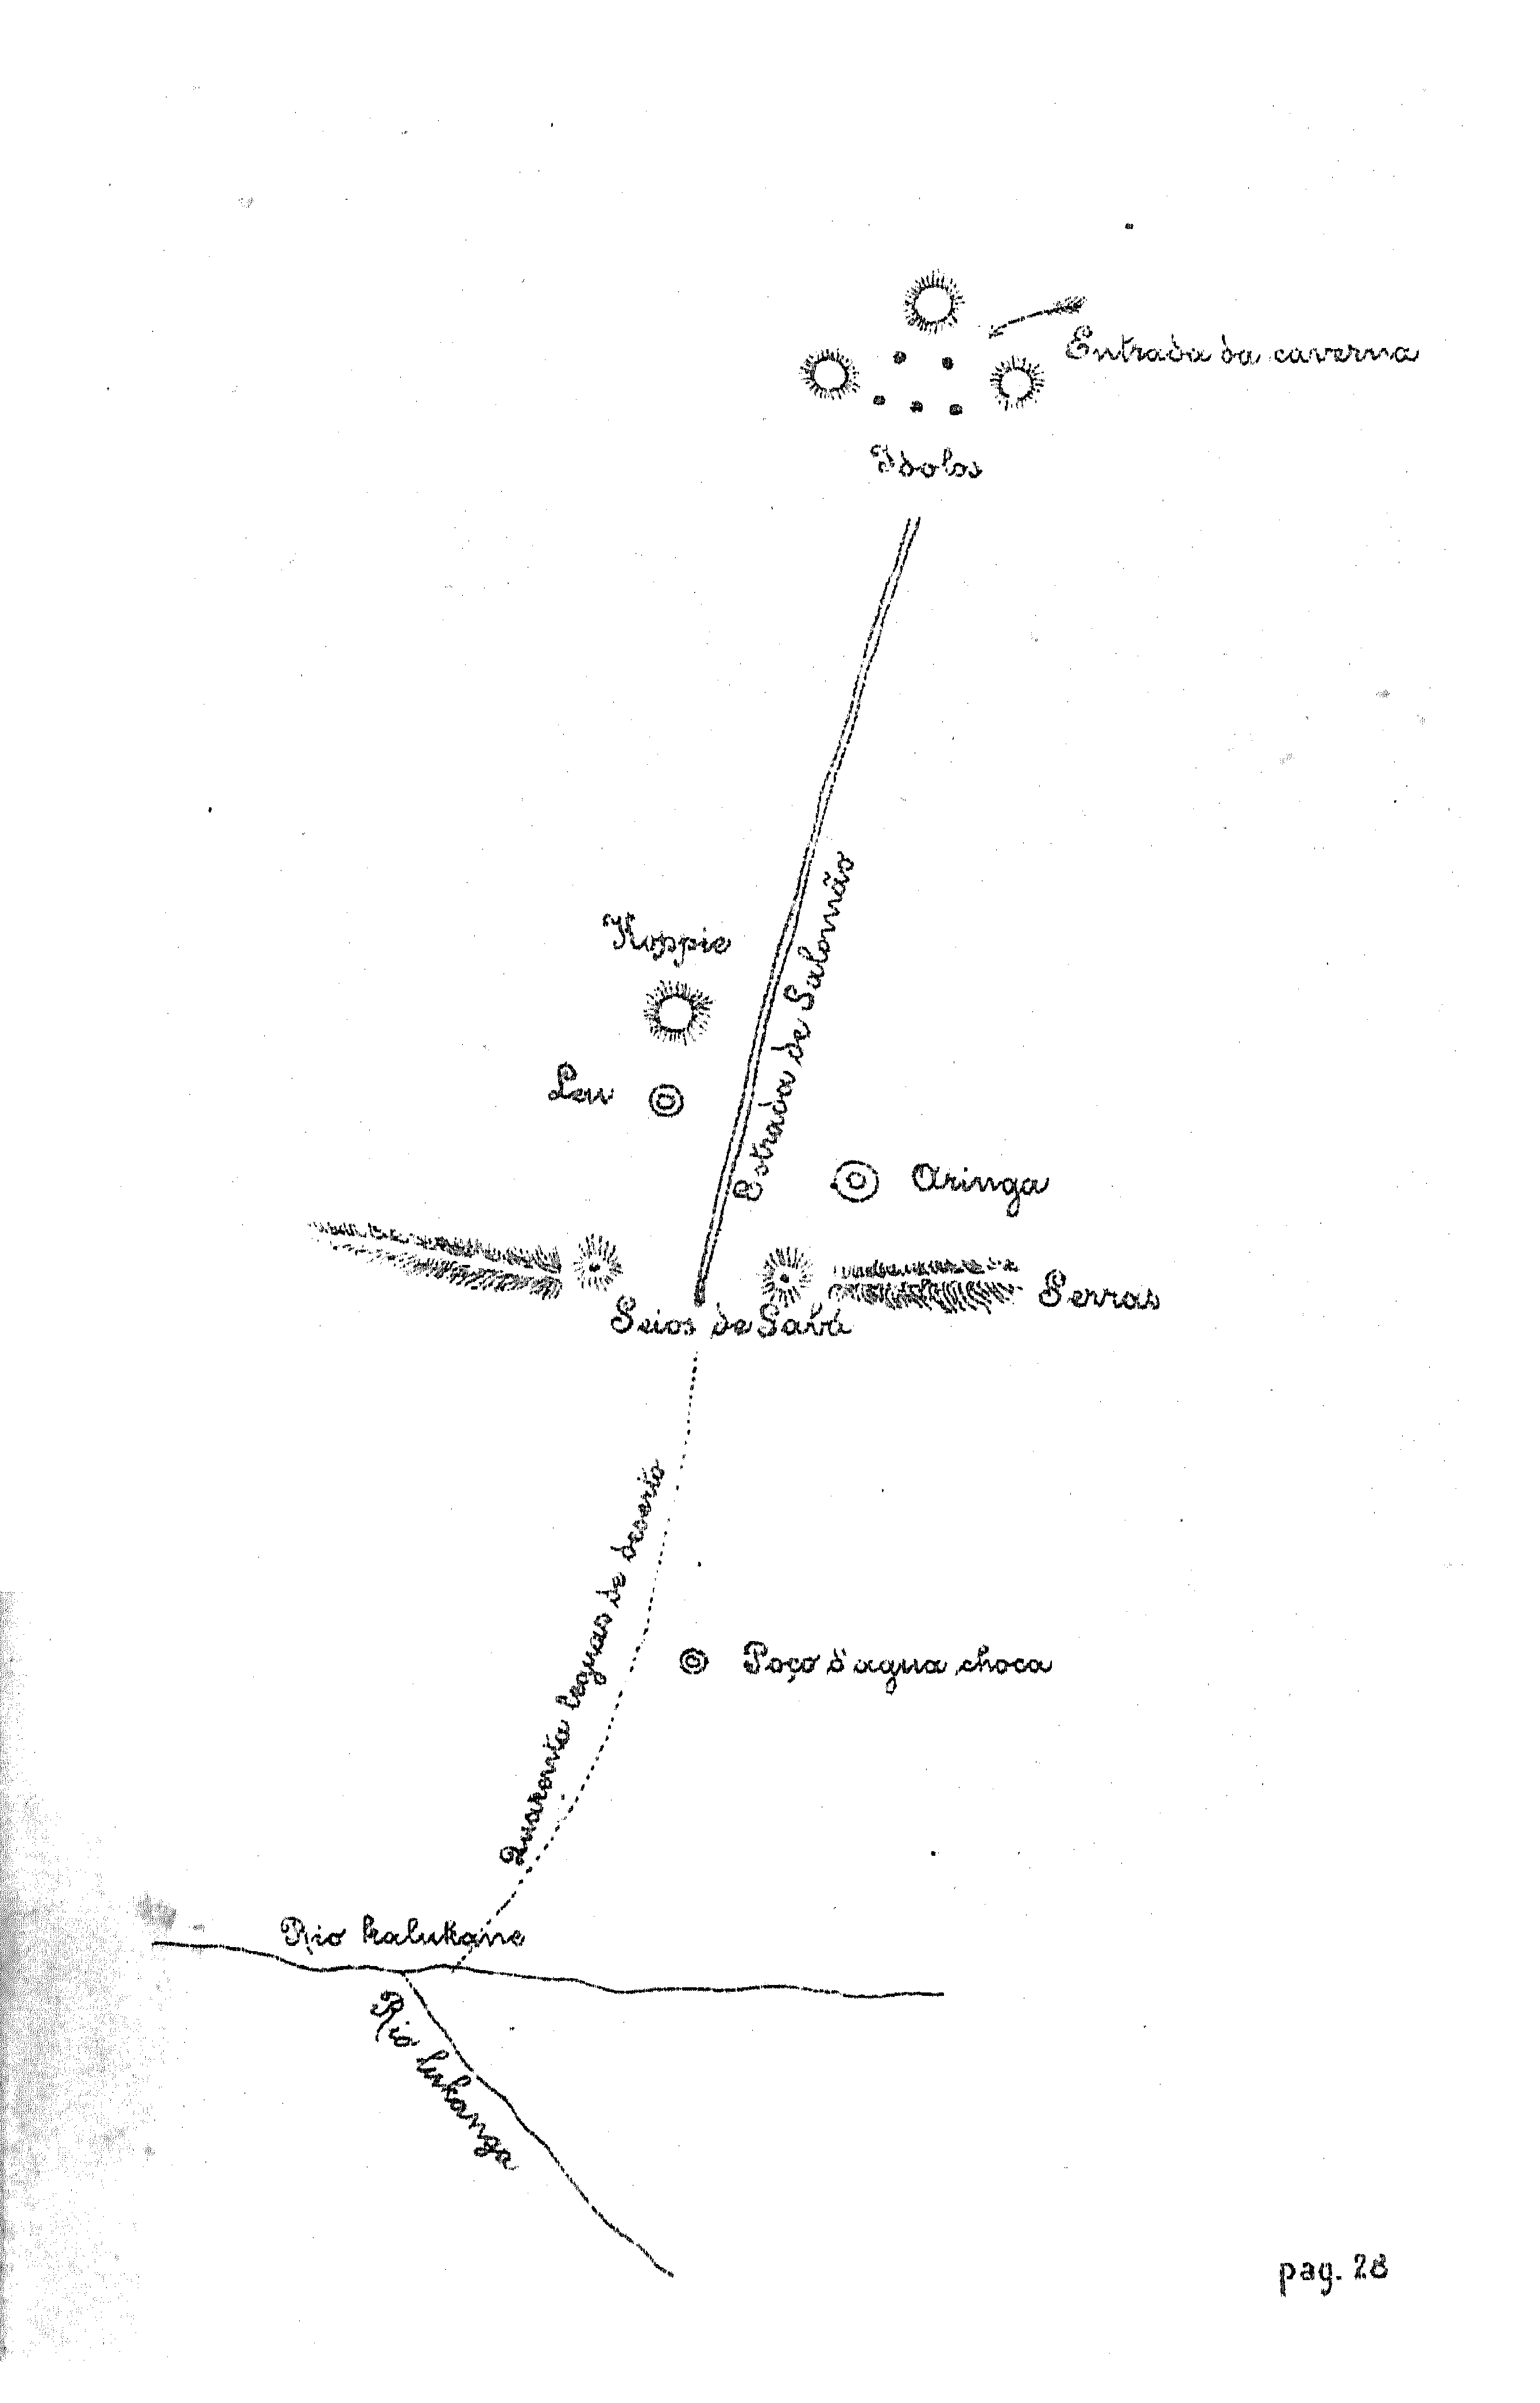 Entrada da caverna
Idolos
Estrada de Salomão
Koppie
Leu
Aringa
Serras
Seios de Sabá
Quarenta leguas de deserto
Poço d'agua choca
Rio Kalukane
Rio Lukanga
pag. 28